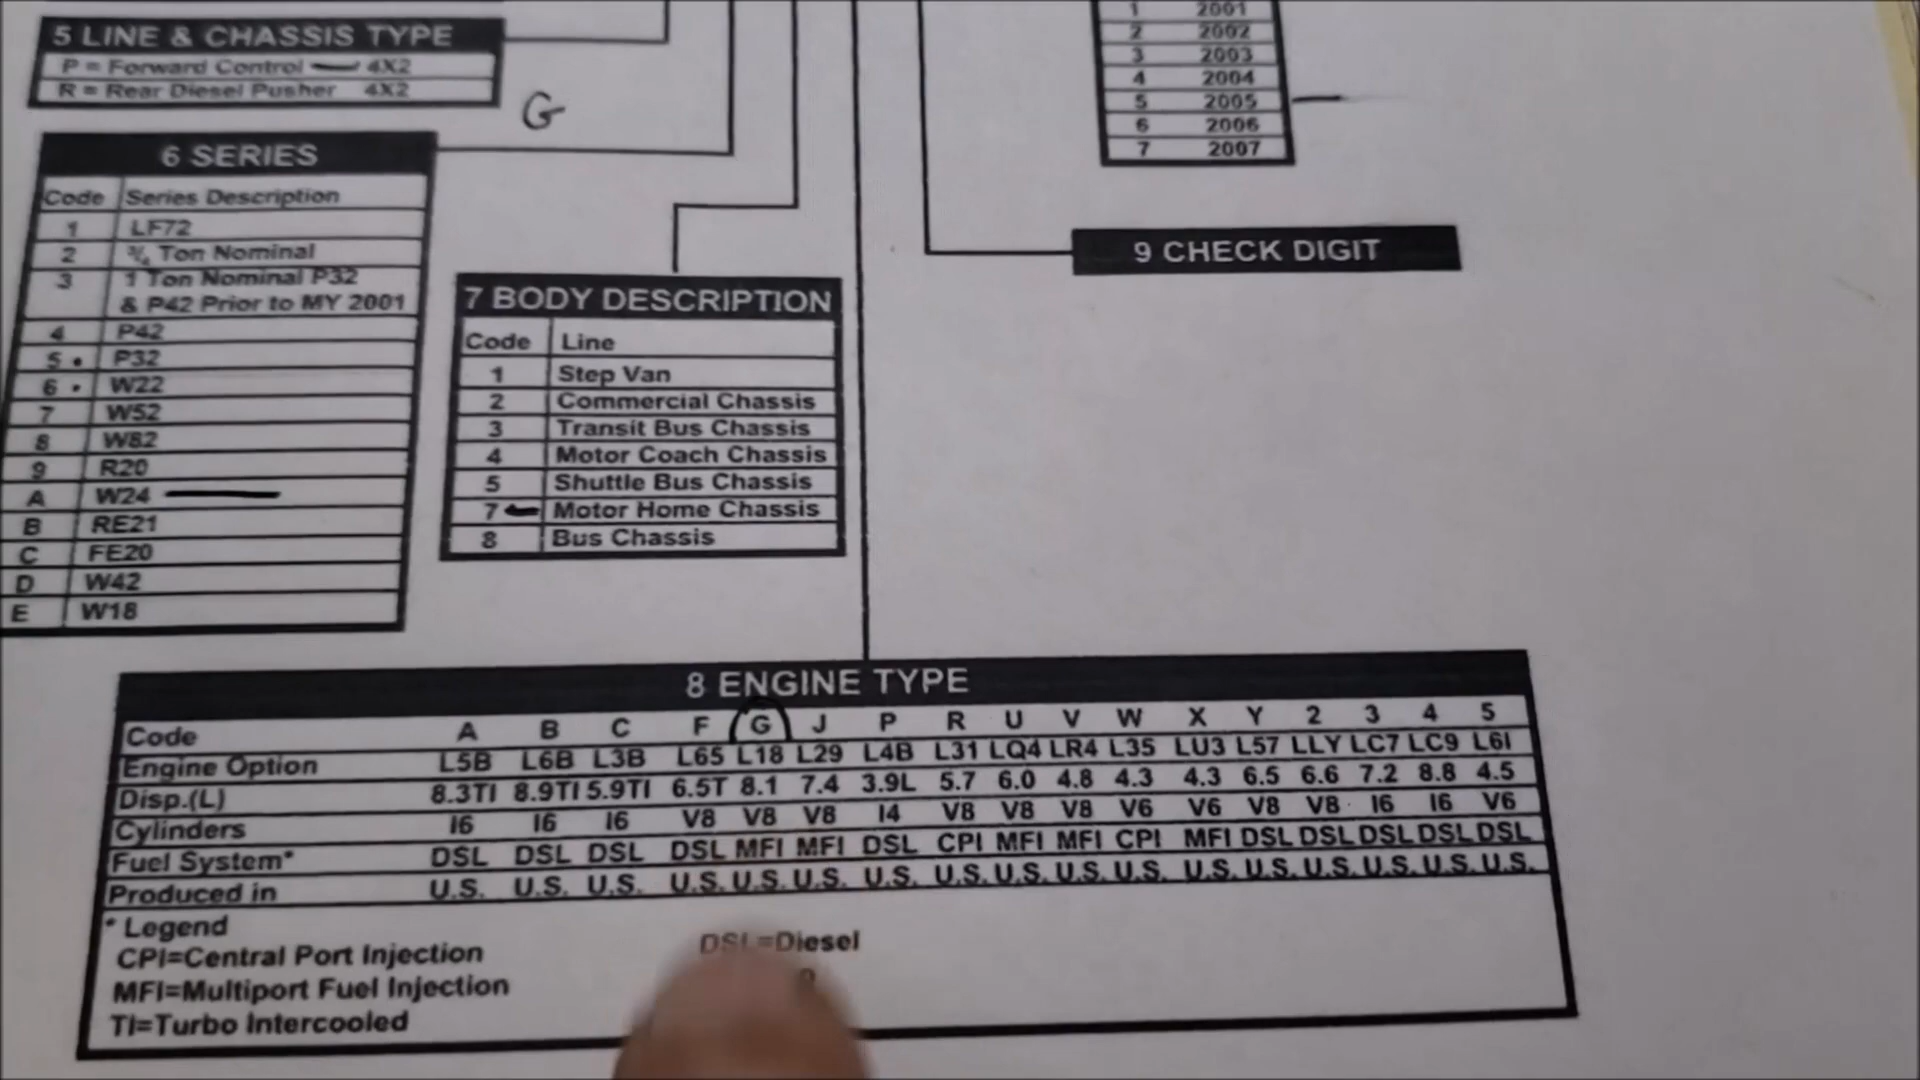 5 LINE & CHASSIS TYPE
P = Forward Control 4X2
R = Rear Diesel Pusher 4X2
G
6 SERIES
Code Series Description
1 LF72
2 ¾ Ton Nominal
3 1 Ton Nominal P32
& P42 Prior to MY 2001
4 P42
5 • P32
6 • W22
7 W52
8 W82
9 R20
A W24
B RE21
C FE20
D W42
E W18
7 BODY DESCRIPTION
Code Line
1 Step Van
2 Commercial Chassis
3 Transit Bus Chassis
4 Motor Coach Chassis
5 Shuttle Bus Chassis
7 Motor Home Chassis
8 Bus Chassis
1 2001
2 2002
3 2003
4 2004
5 2005
6 2006
7 2007
9 CHECK DIGIT
8 ENGINE TYPE
Code A B C F G J P R U V W X Y 2 3 4 5
Engine Option L5B L6B L3B L65 L18 L29 L4B L31 LQ4 LR4 L35 LU3 L57 LLY LC7 LC9 L6I
Disp.(L) 8.3TI 8.9TI 5.9TI 6.5T 8.1 7.4 3.9L 5.7 6.0 4.8 4.3 4.3 6.5 6.6 7.2 8.8 4.5
Cylinders I6 I6 I6 V8 V8 V8 I4 V8 V8 V8 V6 V6 V8 V8 I6 I6 V6
Fuel System* DSL DSL DSL DSL MFI MFI DSL CPI MFI MFI CPI MFI DSL DSL DSL DSL DSL
Produced in U.S. U.S. U.S. U.S. U.S. U.S. U.S. U.S. U.S. U.S. U.S. U.S. U.S. U.S. U.S. U.S. U.S.
* Legend
CPI=Central Port Injection DSL=Diesel
MFI=Multiport Fuel Injection
TI=Turbo Intercooled